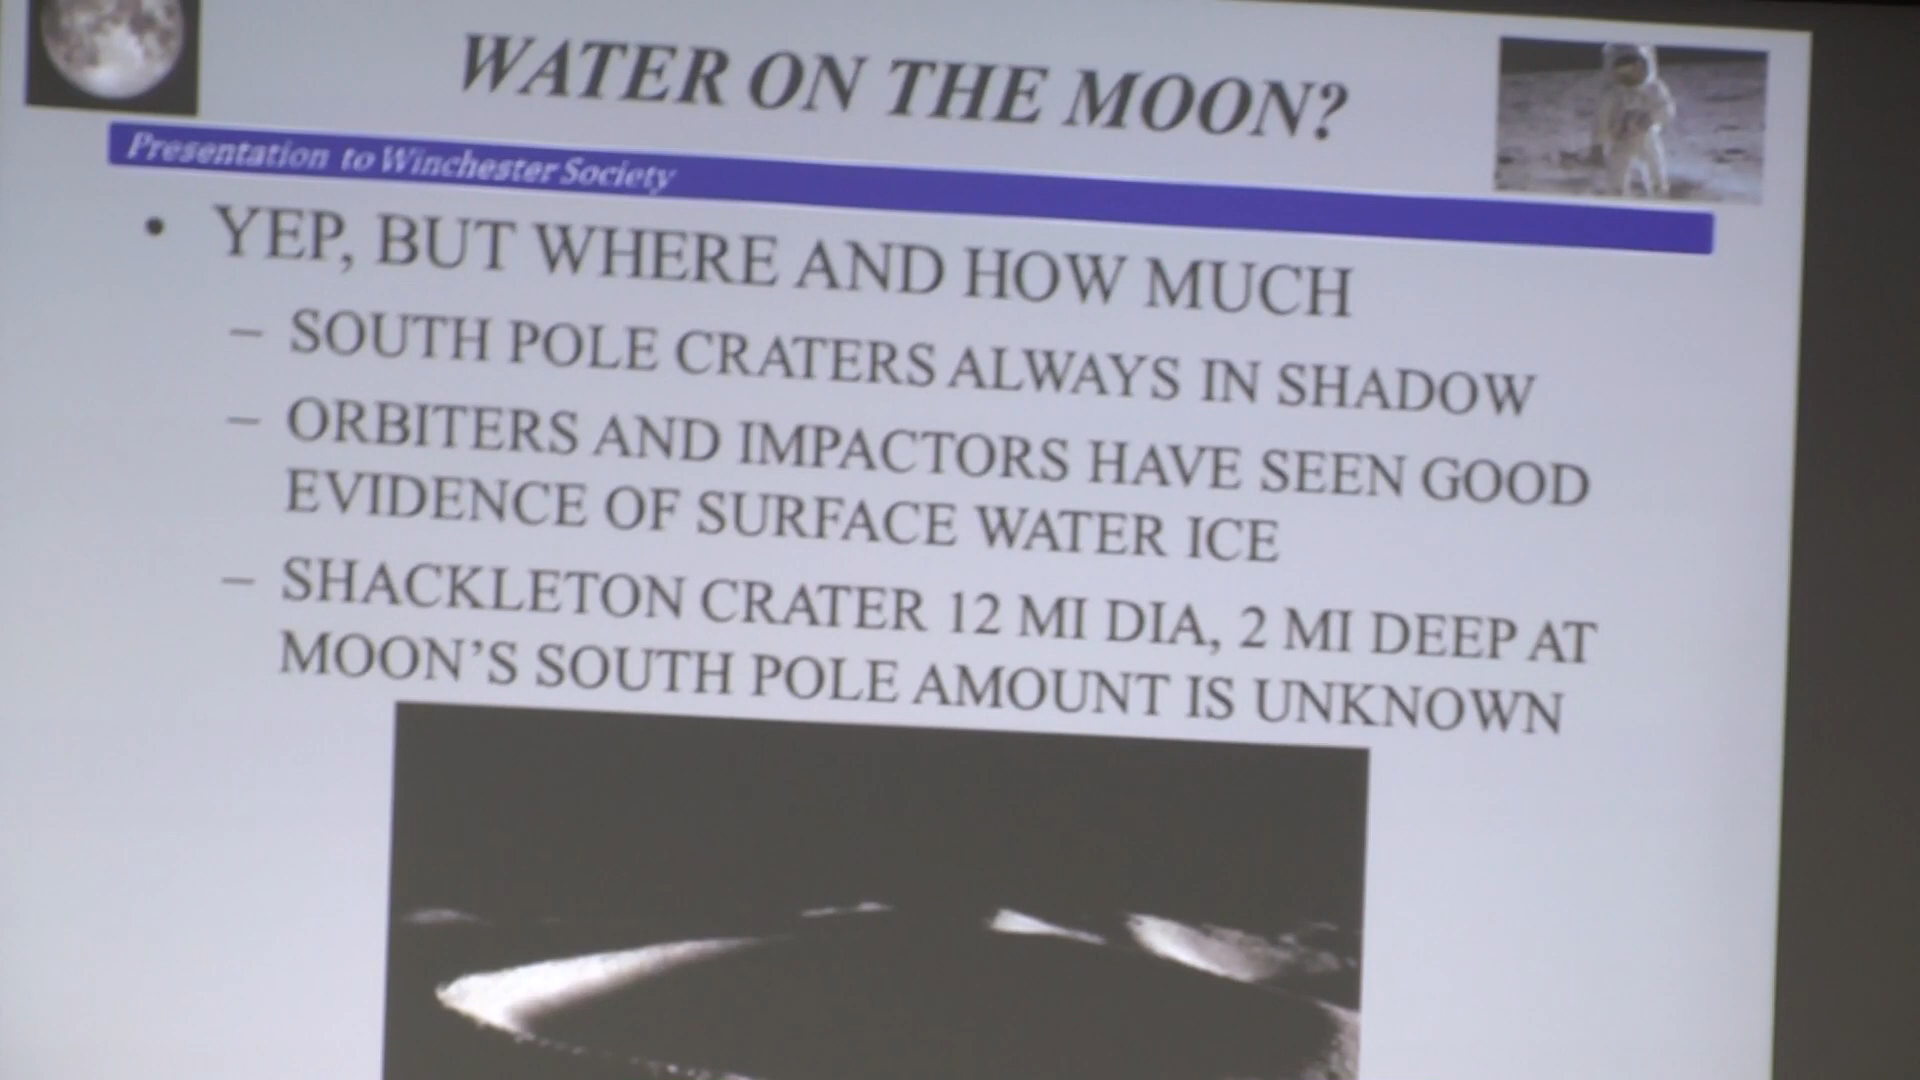 WATER ON THE MOON?
Presentation to Winchester Society
• YEP, BUT WHERE AND HOW MUCH
– SOUTH POLE CRATERS ALWAYS IN SHADOW
– ORBITERS AND IMPACTORS HAVE SEEN GOOD
EVIDENCE OF SURFACE WATER ICE
– SHACKLETON CRATER 12 MI DIA, 2 MI DEEP AT
MOON'S SOUTH POLE AMOUNT IS UNKNOWN